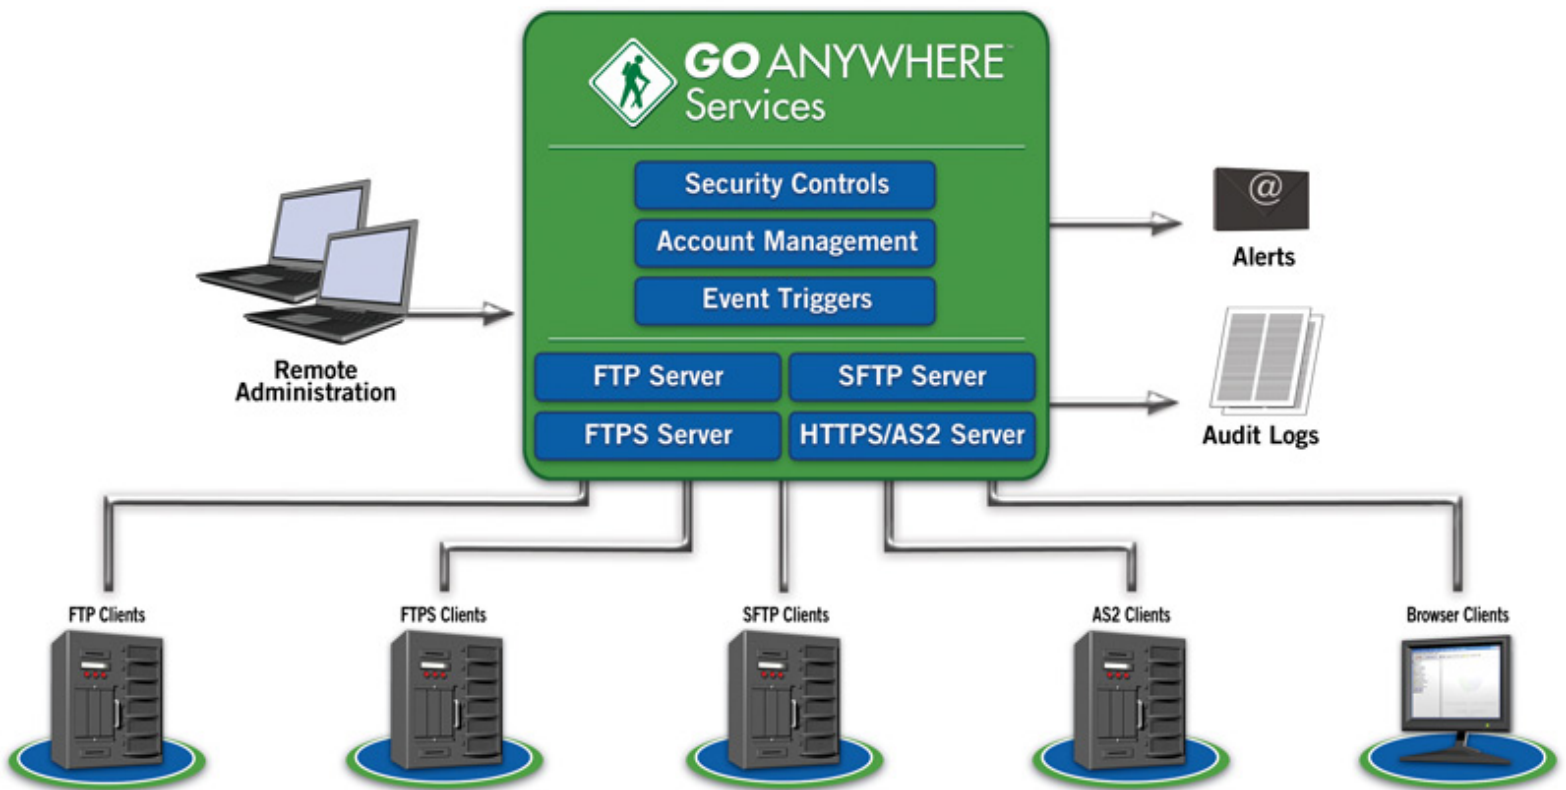 GO ANYWHERE™
Services
Security Controls
Account Management
Event Triggers
FTP Server
SFTP Server
FTPS Server
HTTPS/AS2 Server
Remote
Administration
@
Alerts
Audit Logs
FTP Clients
FTPS Clients
SFTP Clients
AS2 Clients
Browser Clients